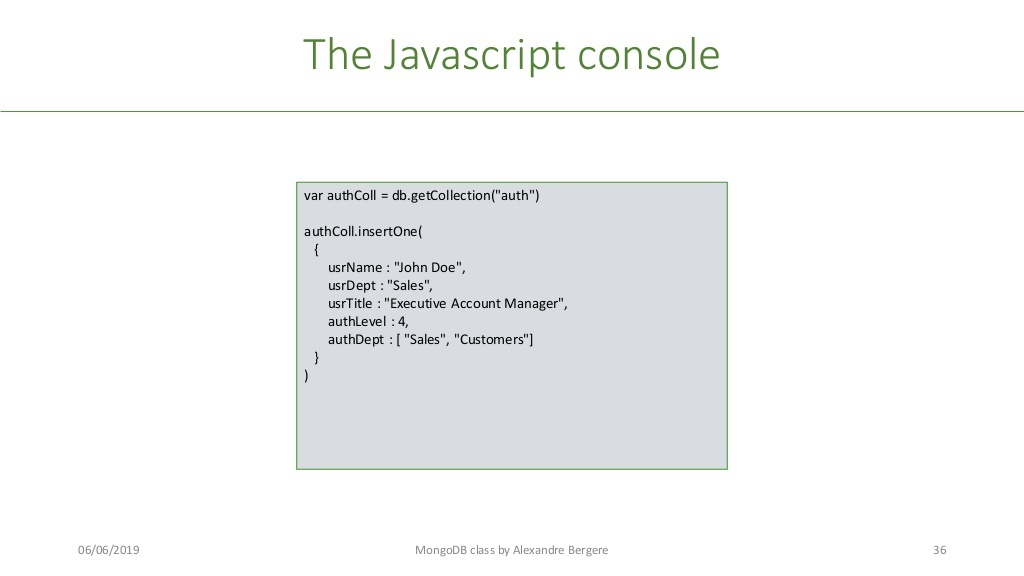 The Javascript console
var authColl = db.getCollection("auth")
authColl.insertOne(
{
usrName : "John Doe",
usrDept : "Sales",
usrTitle : "Executive Account Manager",
authLevel : 4,
authDept : [ "Sales", "Customers"]
}
)
06/06/2019
MongoDB class by Alexandre Bergere
36